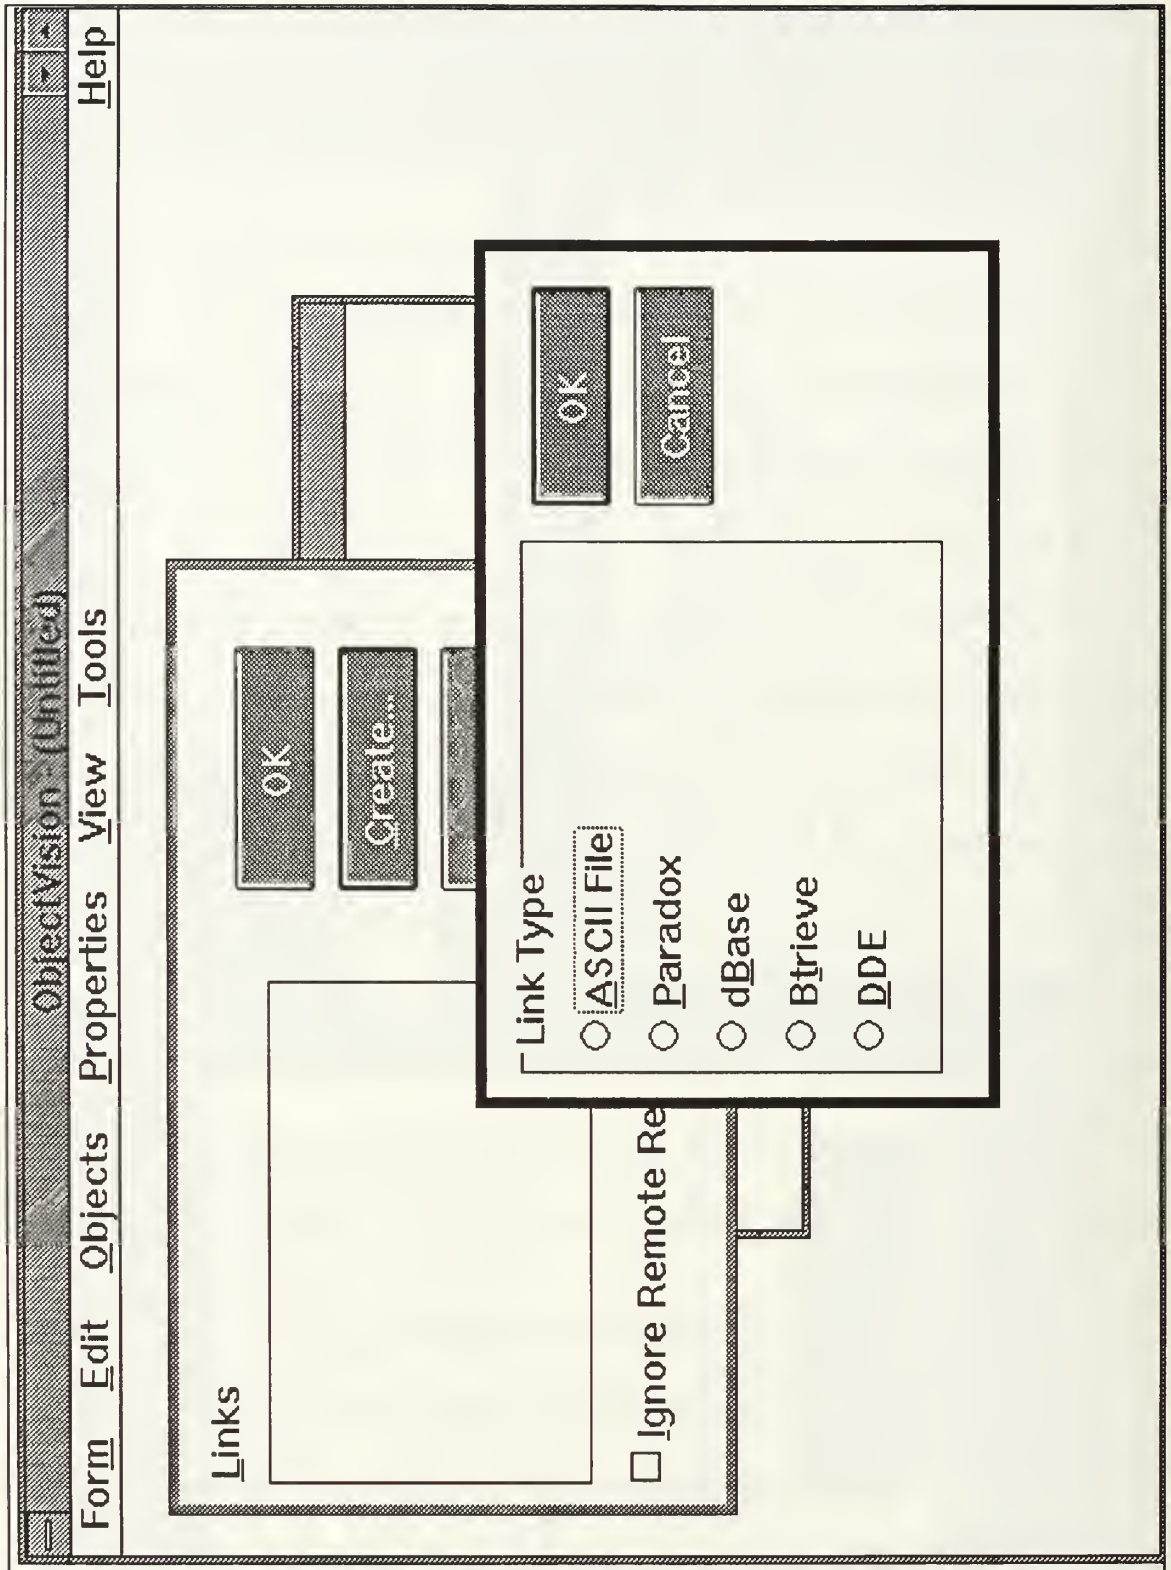 ObjectVision - (Untitled)
Form Edit Objects Properties View Tools Help
Links
OK
Create...
Ignore Remote Re
Link Type
ASCII File
Paradox
dBase
Btrieve
DDE
OK
Cancel